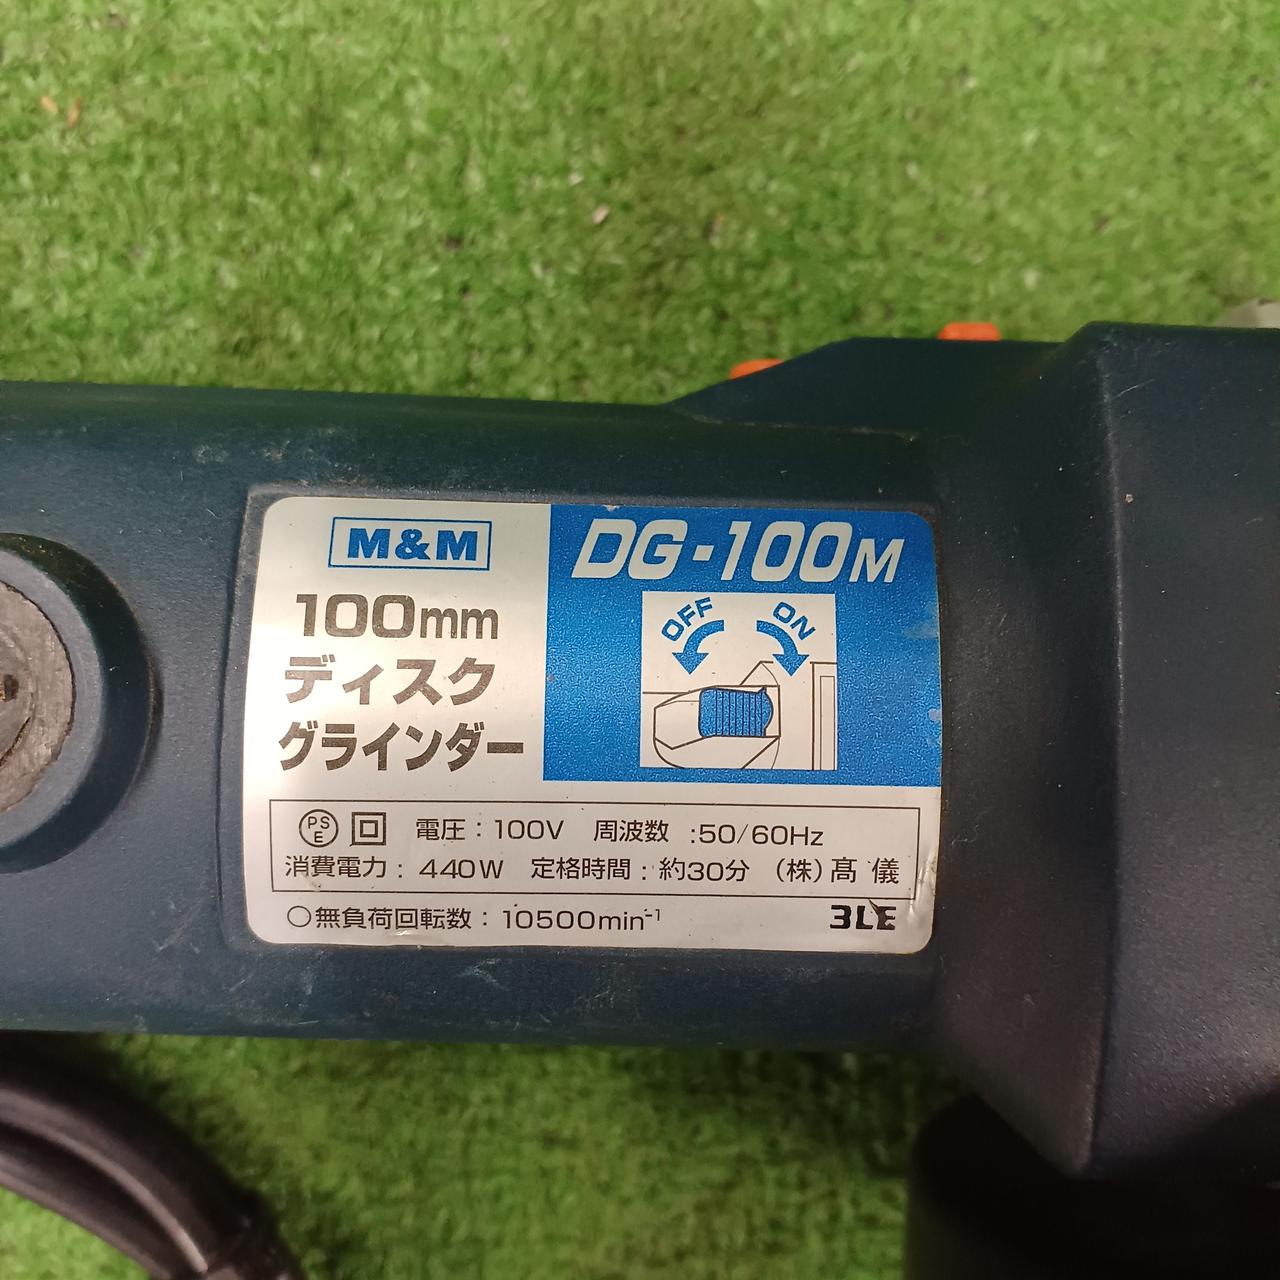 M&M
DG-100M
100mm
ディスク
グラインダー
OFF ON
PS
E
電圧：100V 周波数 :50/60Hz
消費電力：440W 定格時間：約30分 (株)髙儀
○無負荷回転数：10500min⁻¹ 3LE